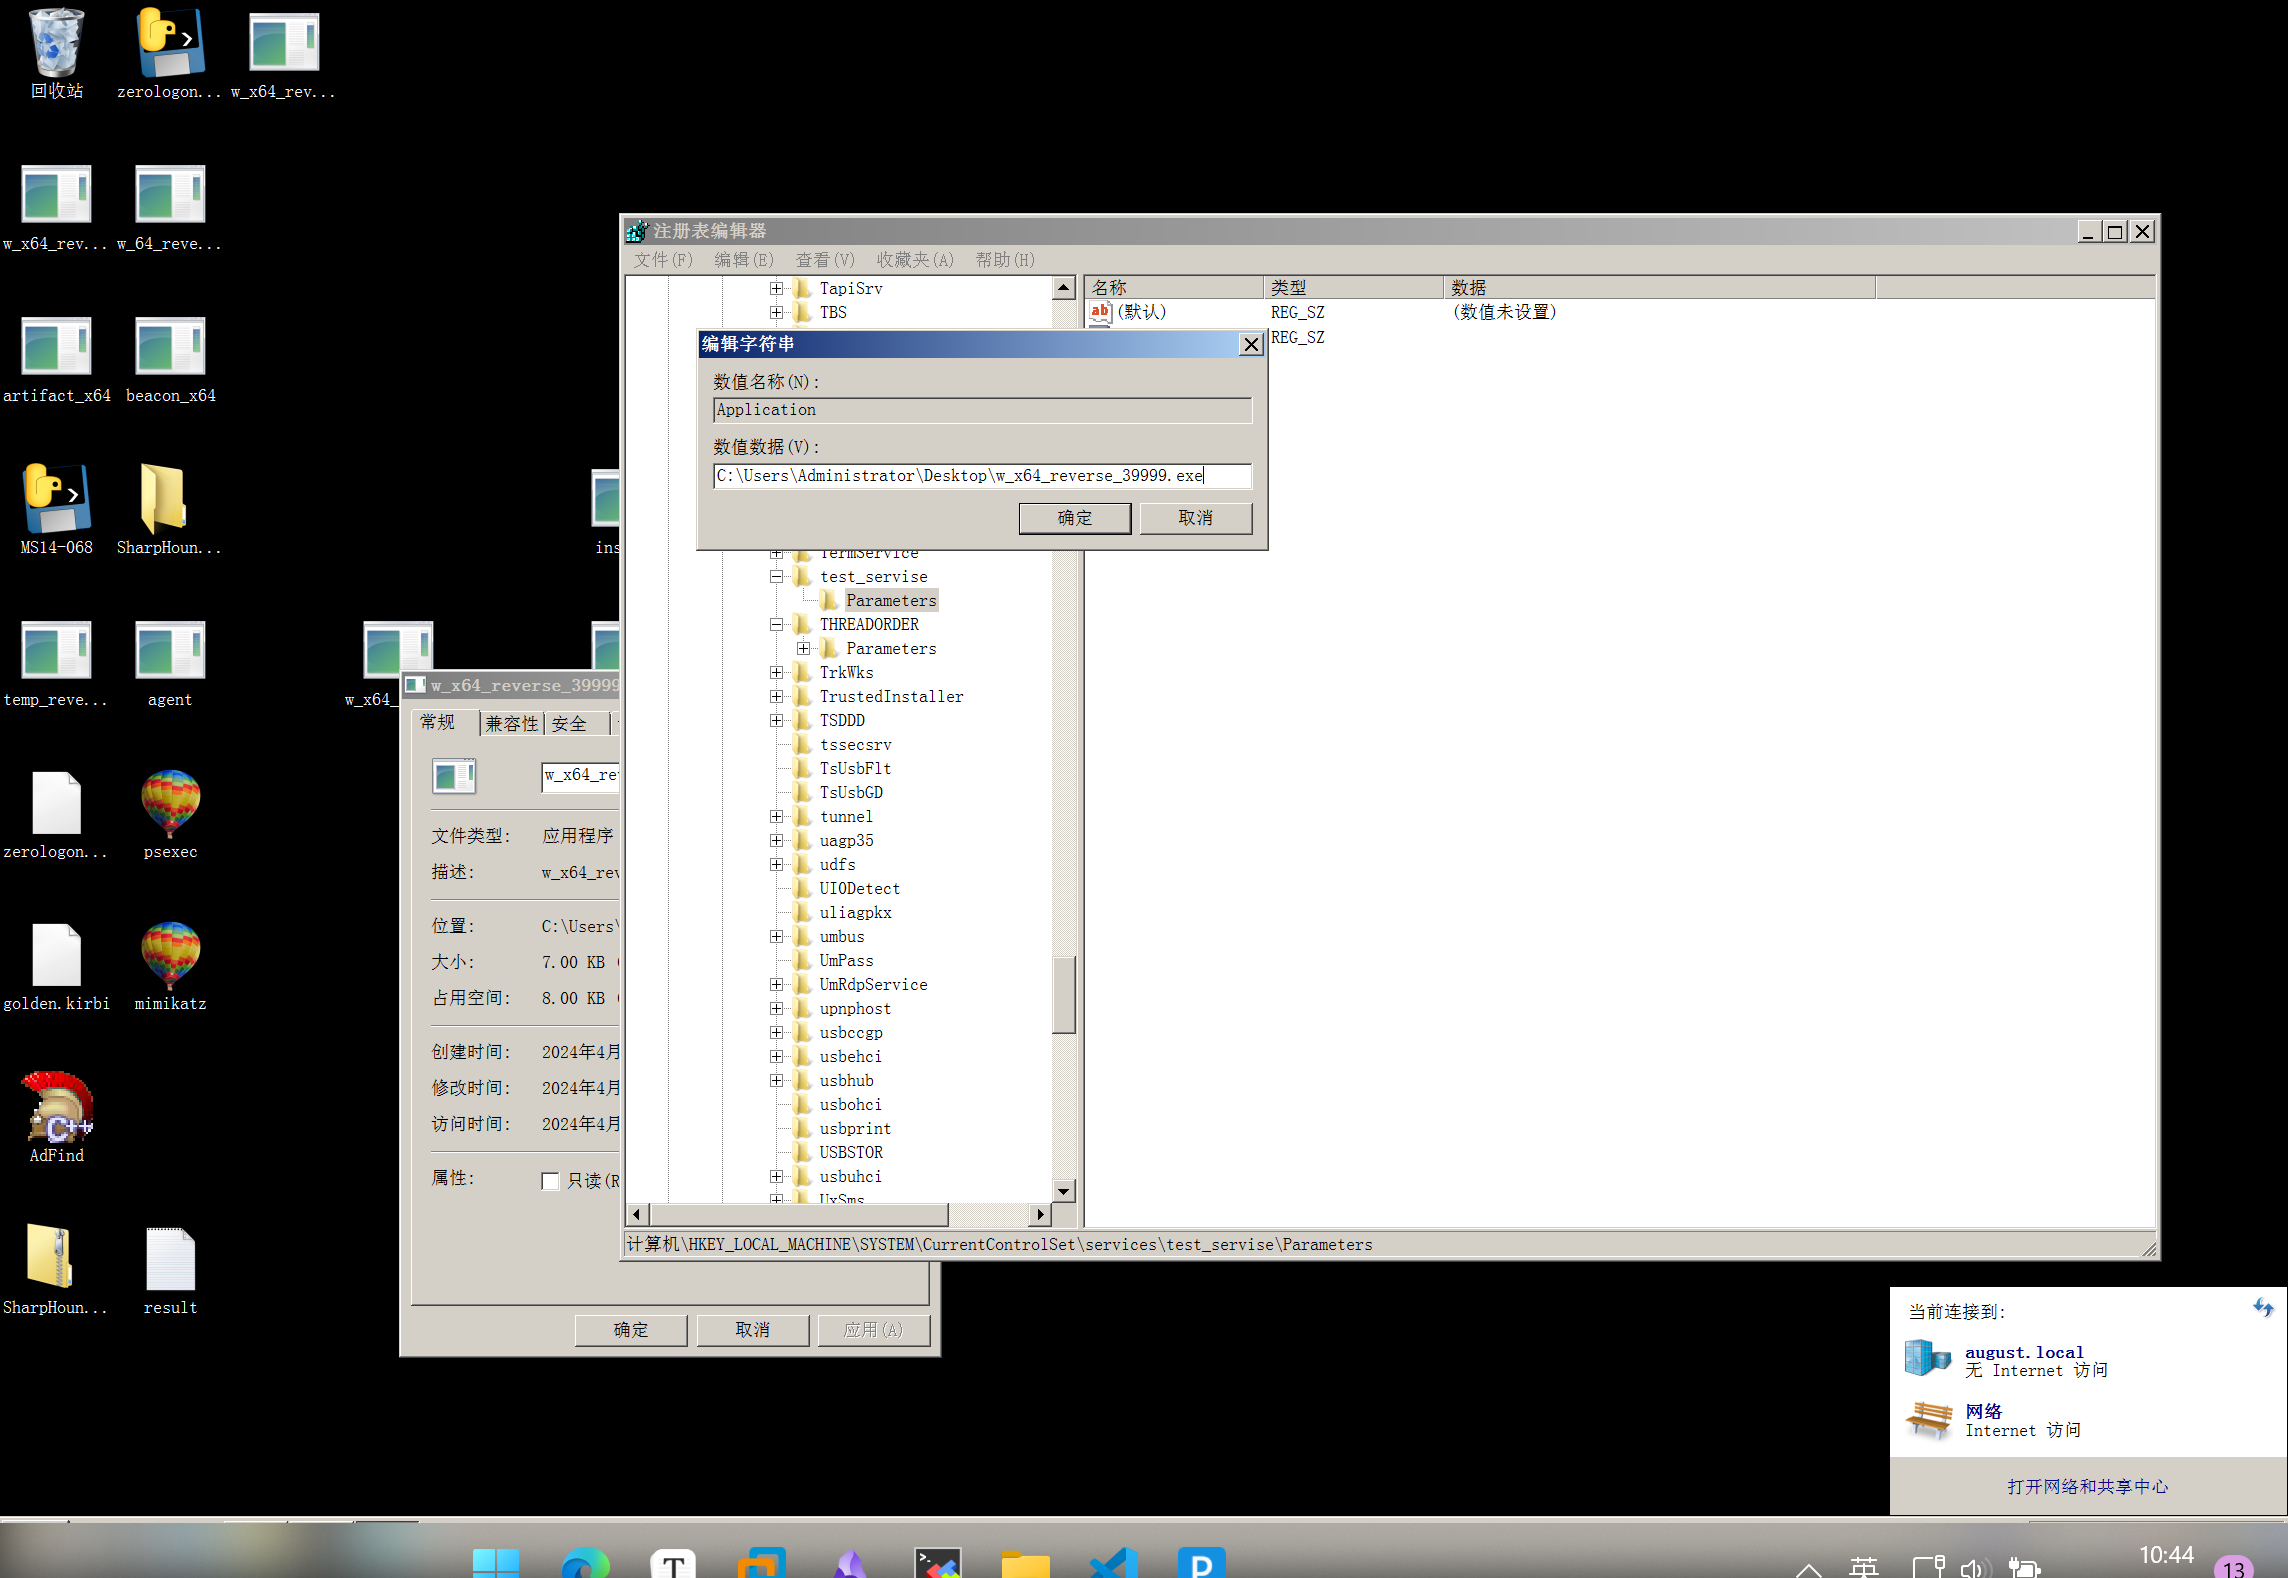 回收站
zerologon...
w_x64_rev...
w_x64_rev...
w_64_reve...
artifact_x64
beacon_x64
MS14-068
SharpHoun...
temp_reve...
agent
w_x64_
zerologon...
psexec
golden.kirbi
mimikatz
AdFind
C++
SharpHoun...
result
注册表编辑器
文件(F)
编辑(E)
查看(V)
收藏夹(A)
帮助(H)
TapiSrv
TBS
名称
类型
数据
ab
(默认)
REG_SZ
(数值未设置)
REG_SZ
编辑字符串
数值名称(N):
Application
数值数据(V):
C:\Users\Administrator\Desktop\w_x64_reverse_39999.exe
确定
取消
TermService
test_servise
Parameters
THREADORDER
Parameters
TrkWks
TrustedInstaller
TSDDD
tssecsrv
TsUsbFlt
TsUsbGD
tunnel
uagp35
udfs
UI0Detect
uliagpkx
umbus
UmPass
UmRdpService
upnphost
usbccgp
usbehci
usbhub
usbohci
usbprint
USBSTOR
usbuhci
UxSms
计算机\HKEY_LOCAL_MACHINE\SYSTEM\CurrentControlSet\services\test_servise\Parameters
ins
w_x64_reverse_39999
常规
兼容性
安全
w_x64_rev
文件类型:
应用程序
描述:
w_x64_rev
位置:
C:\Users\
大小:
7.00 KB
占用空间:
8.00 KB
创建时间:
2024年4月
修改时间:
2024年4月
访问时间:
2024年4月
属性:
只读(R
确定
取消
应用(A)
当前连接到:
august.local
无 Internet 访问
网络
Internet 访问
打开网络和共享中心
T
P
英
10:44
13